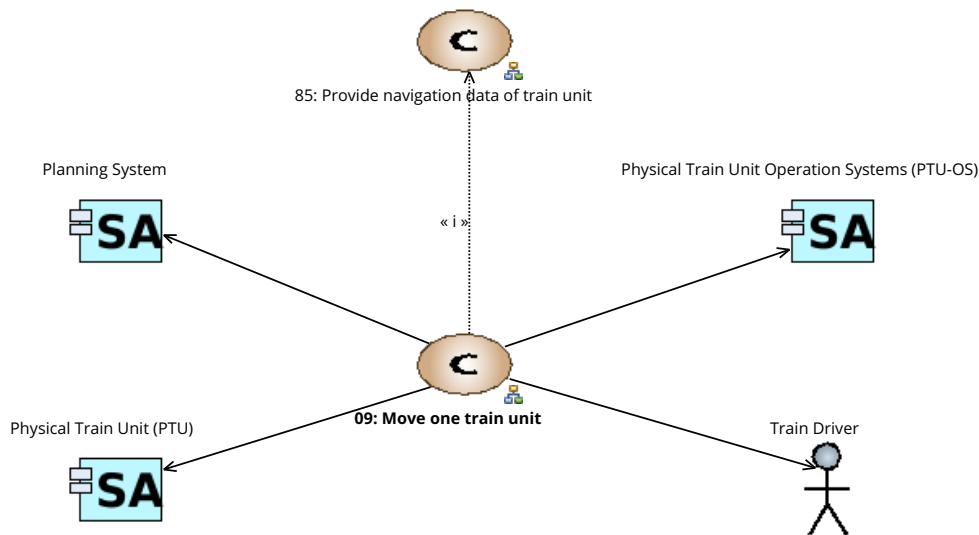 C
85: Provide navigation data of train unit
Planning System
SA
Physical Train Unit Operation Systems (PTU-OS)
SA
« i »
C
09: Move one train unit
Physical Train Unit (PTU)
SA
Train Driver